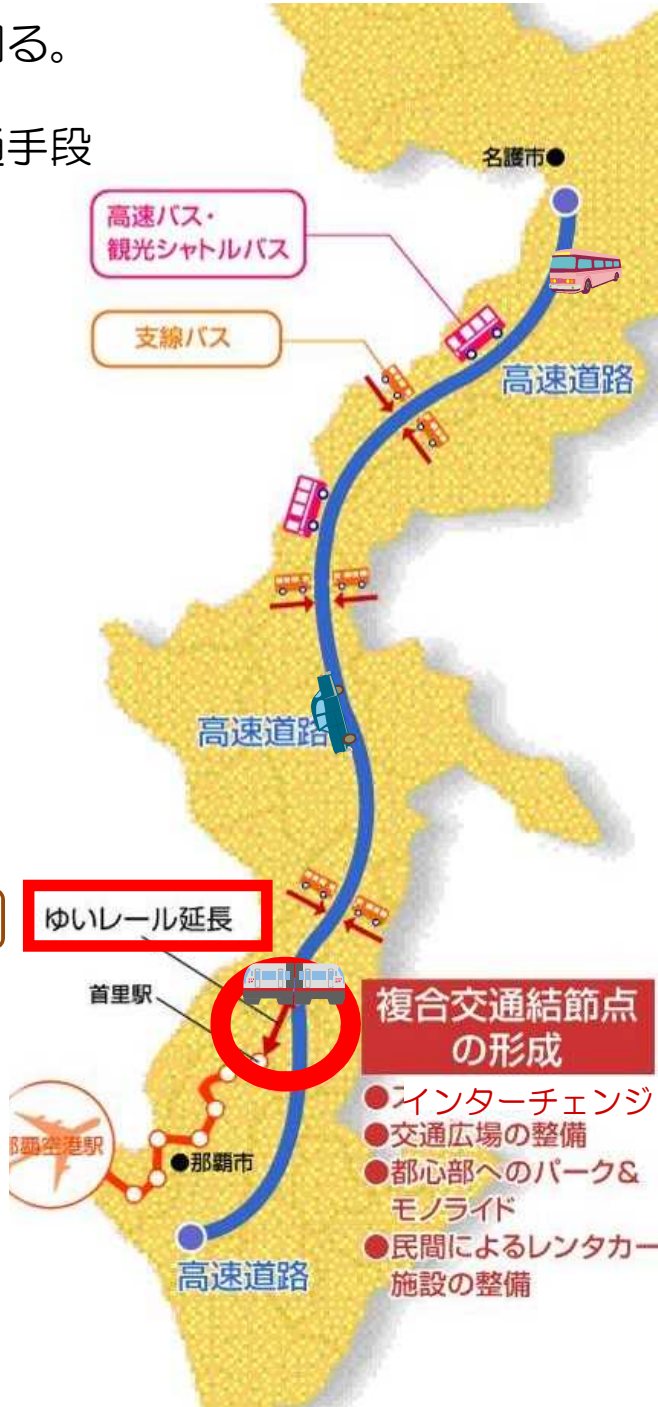 る。
手段
名護市●
高速バス・
観光シャトルバス
支線バス
高速道路
高速道路
ゆいレール延長
首里駅
複合交通結節点
の形成
●インターチェンジ
●交通広場の整備
●都心部へのパーク&
モノライド
●民間によるレンタカー
施設の整備
覇空港駅
●那覇市
高速道路